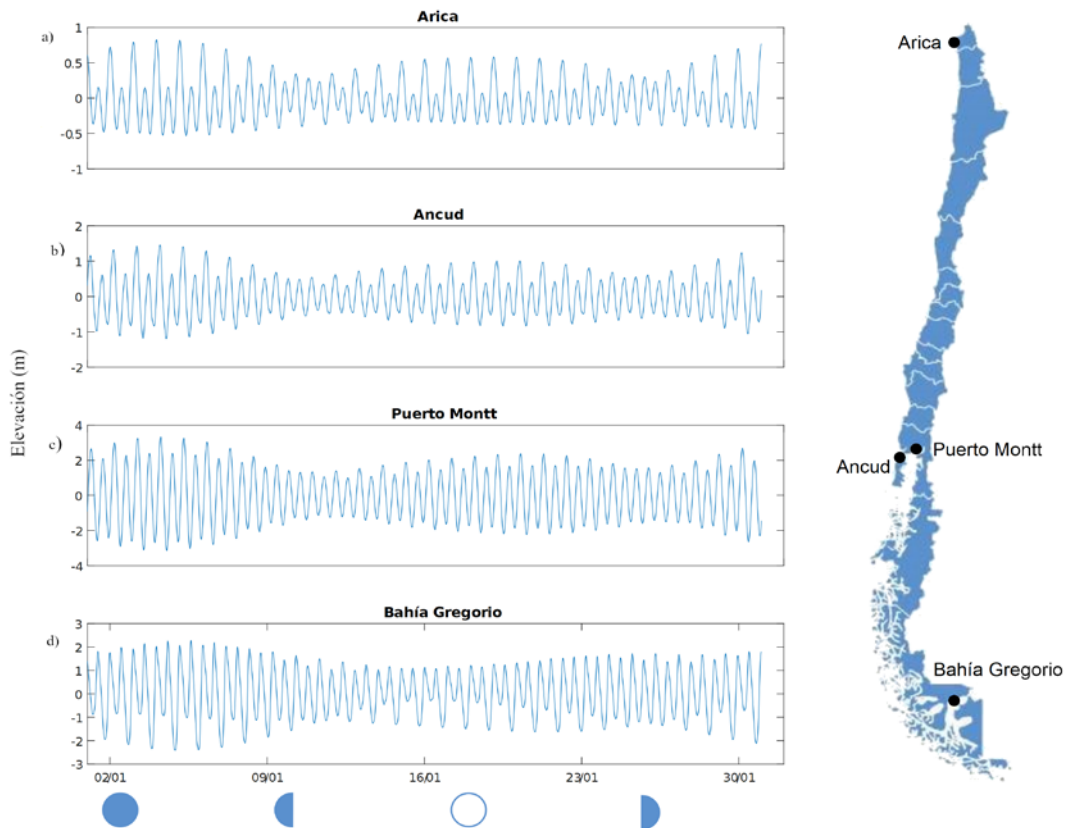 Arica
a)
1
0.5
0
-0.5
-1
Ancud
b)
2
1
0
-1
-2
Elevación (m)
Puerto Montt
c)
4
2
0
-2
-4
Bahía Gregorio
d)
3
2
1
0
-1
-2
-3
02/01 09/01 16/01 23/01 30/01
Arica
Puerto Montt
Ancud
Bahía Gregorio